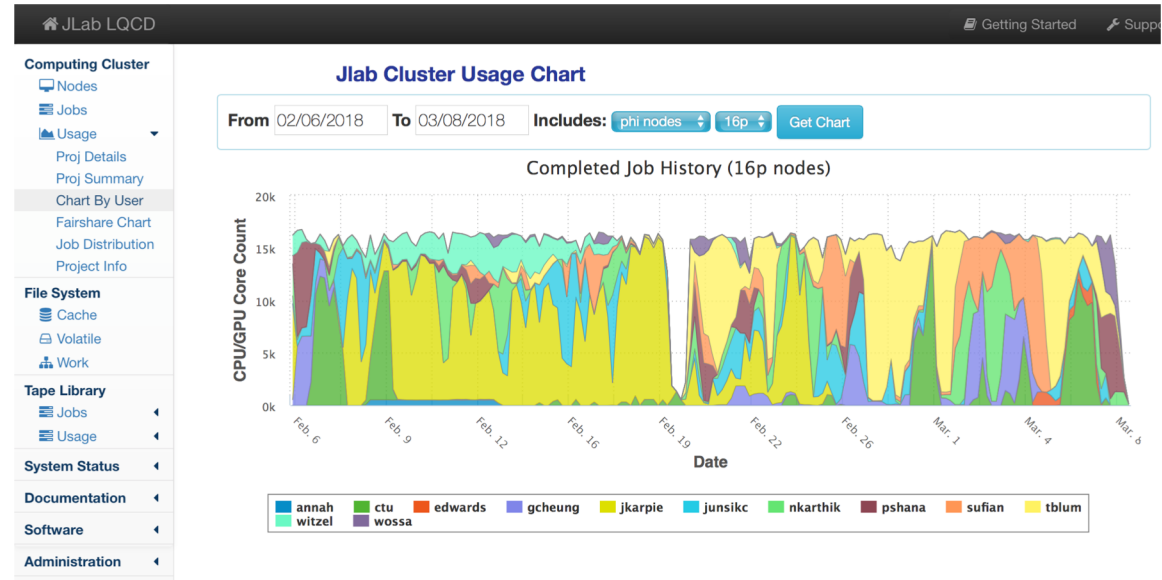 JLab LQCD
Getting Started
Computing Cluster
Nodes
Jobs
Usage
Proj Details
Proj Summary
Chart By User
Fairshare Chart
Job Distribution
Project Info
File System
Cache
Volatile
Work
Tape Library
Jobs
Usage
System Status
Documentation
Software
Administration
Jlab Cluster Usage Chart
From 02/06/2018 To 03/08/2018 Includes: phi nodes 16p Get Chart
Completed Job History (16p nodes)
CPU/GPU Core Count
20k
15k
10k
5k
0k
Feb. 6 Feb. 9 Feb. 12 Feb. 16 Feb. 19 Feb. 22 Feb. 26 Mar. 1 Mar. 4 Mar. 8
Date
annah ctu edwards gcheung jkarpie junsikc nkarthik pshana sufian tblum
witzel wossa